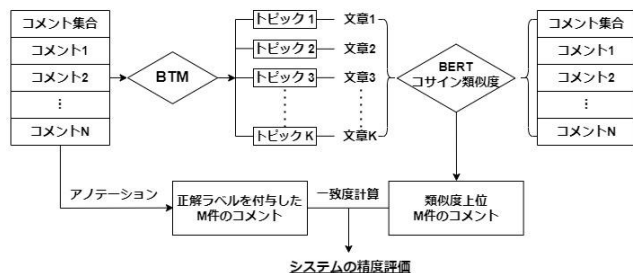 コメント集合
コメント1
コメント2
⋮
コメントN
BTM
トピック1
トピック2
トピック3
トピックK
文章1
文章2
文章3
文章K
BERT
コサイン類似度
コメント集合
コメント1
コメント2
⋮
コメントN
アノテーション
正解ラベルを付与した
M件のコメント
一致度計算
類似度上位
M件のコメント
システムの精度評価